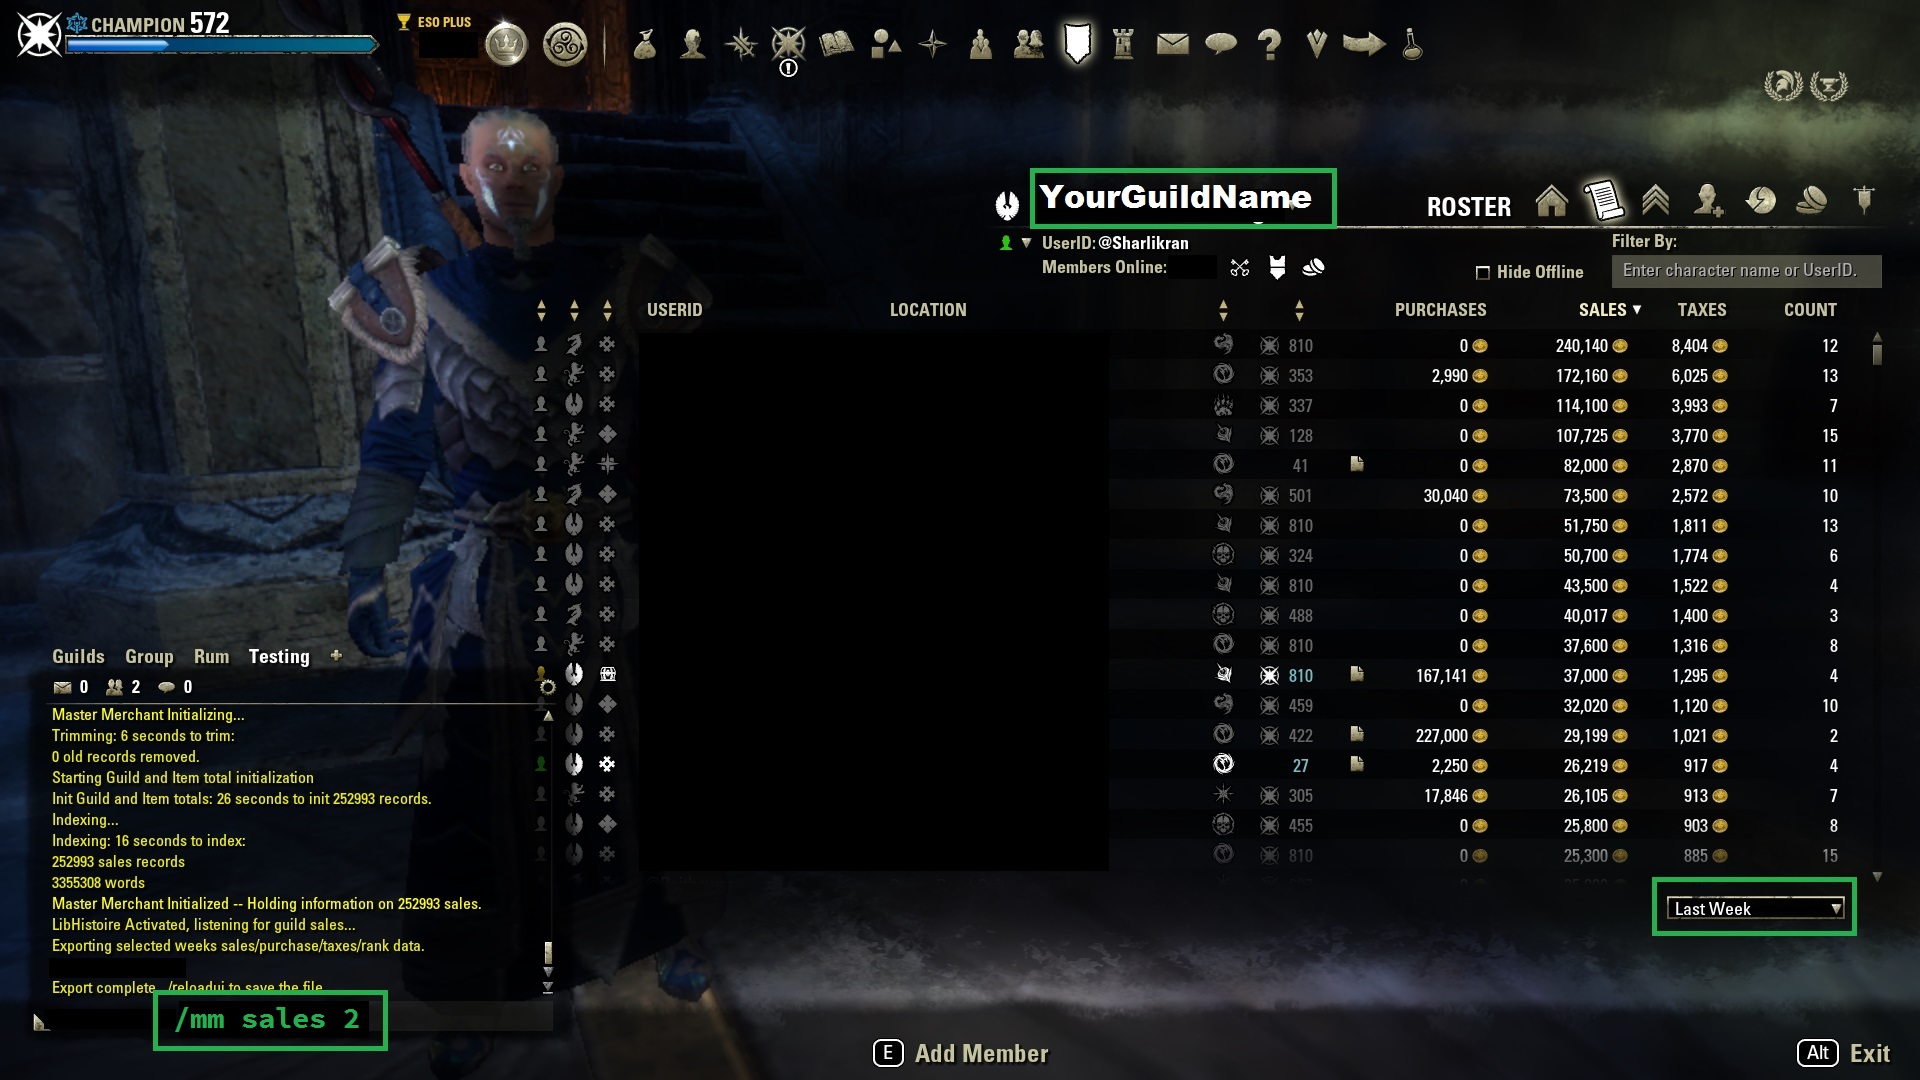 CHAMPION 572
ESO PLUS
YourGuildName
ROSTER
UserID: @Sharlikran
Filter By:
Members Online:
Hide Offline
Enter character name or UserID.
USERID LOCATION PURCHASES SALES TAXES COUNT
810 0 240,140 8,404 12
353 2,990 172,160 6,025 13
337 0 114,100 3,993 7
128 0 107,725 3,770 15
41 0 82,000 2,870 11
501 30,040 73,500 2,572 10
810 0 51,750 1,811 13
324 0 50,700 1,774 6
810 0 43,500 1,522 4
488 0 40,017 1,400 3
810 0 37,600 1,316 8
810 167,141 37,000 1,295 4
459 0 32,020 1,120 10
422 227,000 29,199 1,021 2
27 2,250 26,219 917 4
305 17,846 26,105 913 7
455 0 25,800 903 8
810 0 25,300 885 15
Last Week
Guilds Group Rum Testing +
0 2 0
Master Merchant Initializing...
Trimming: 6 seconds to trim:
0 old records removed.
Starting Guild and Item total initialization
Init Guild and Item totals: 26 seconds to init 252993 records.
Indexing...
Indexing: 16 seconds to index:
252993 sales records
3355308 words
Master Merchant Initialized -- Holding information on 252993 sales.
LibHistoire Activated, listening for guild sales...
Exporting selected weeks sales/purchase/taxes/rank data.
Export complete. /reloadui to save the file.
/mm sales 2
E Add Member
Alt Exit